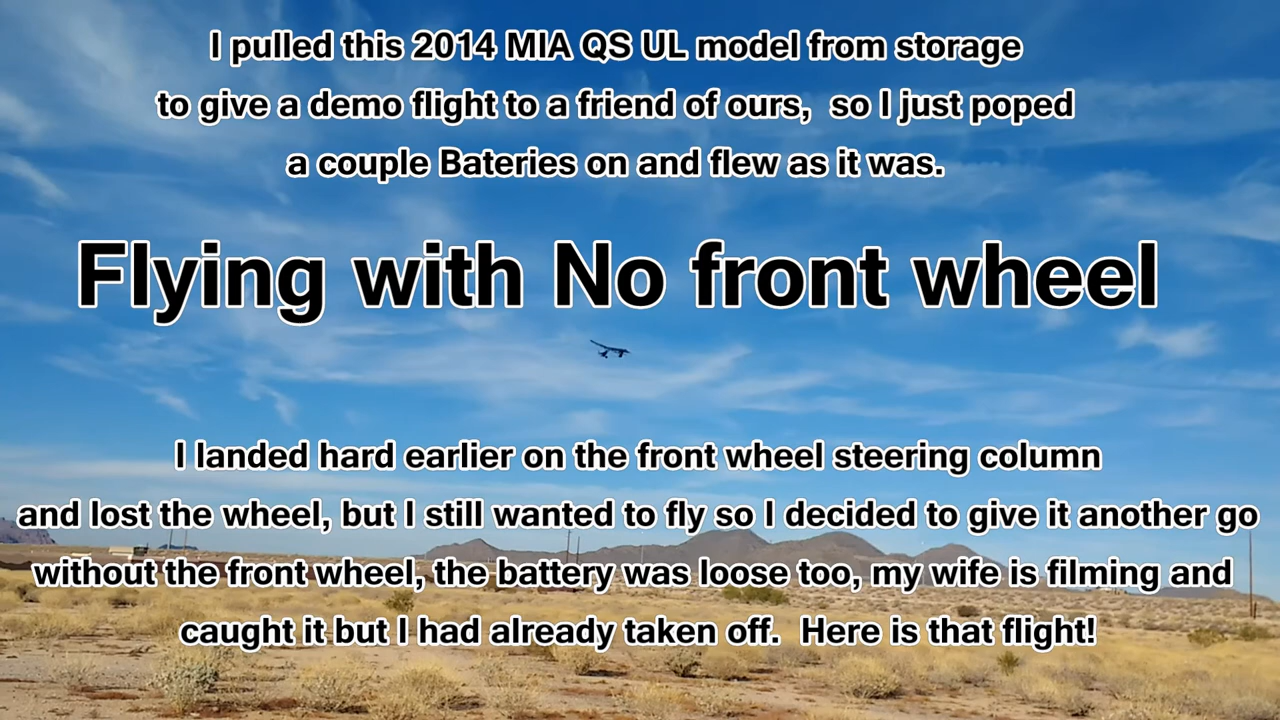 I pulled this 2014 MIA QS UL model from storage
to give a demo flight to a friend of ours,  so I just poped
a couple Bateries on and flew as it was.
Flying with No front wheel
I landed hard earlier on the front wheel steering column
and lost the wheel, but I still wanted to fly so I decided to give it another go
without the front wheel, the battery was loose too, my wife is filming and
caught it but I had already taken off.  Here is that flight!